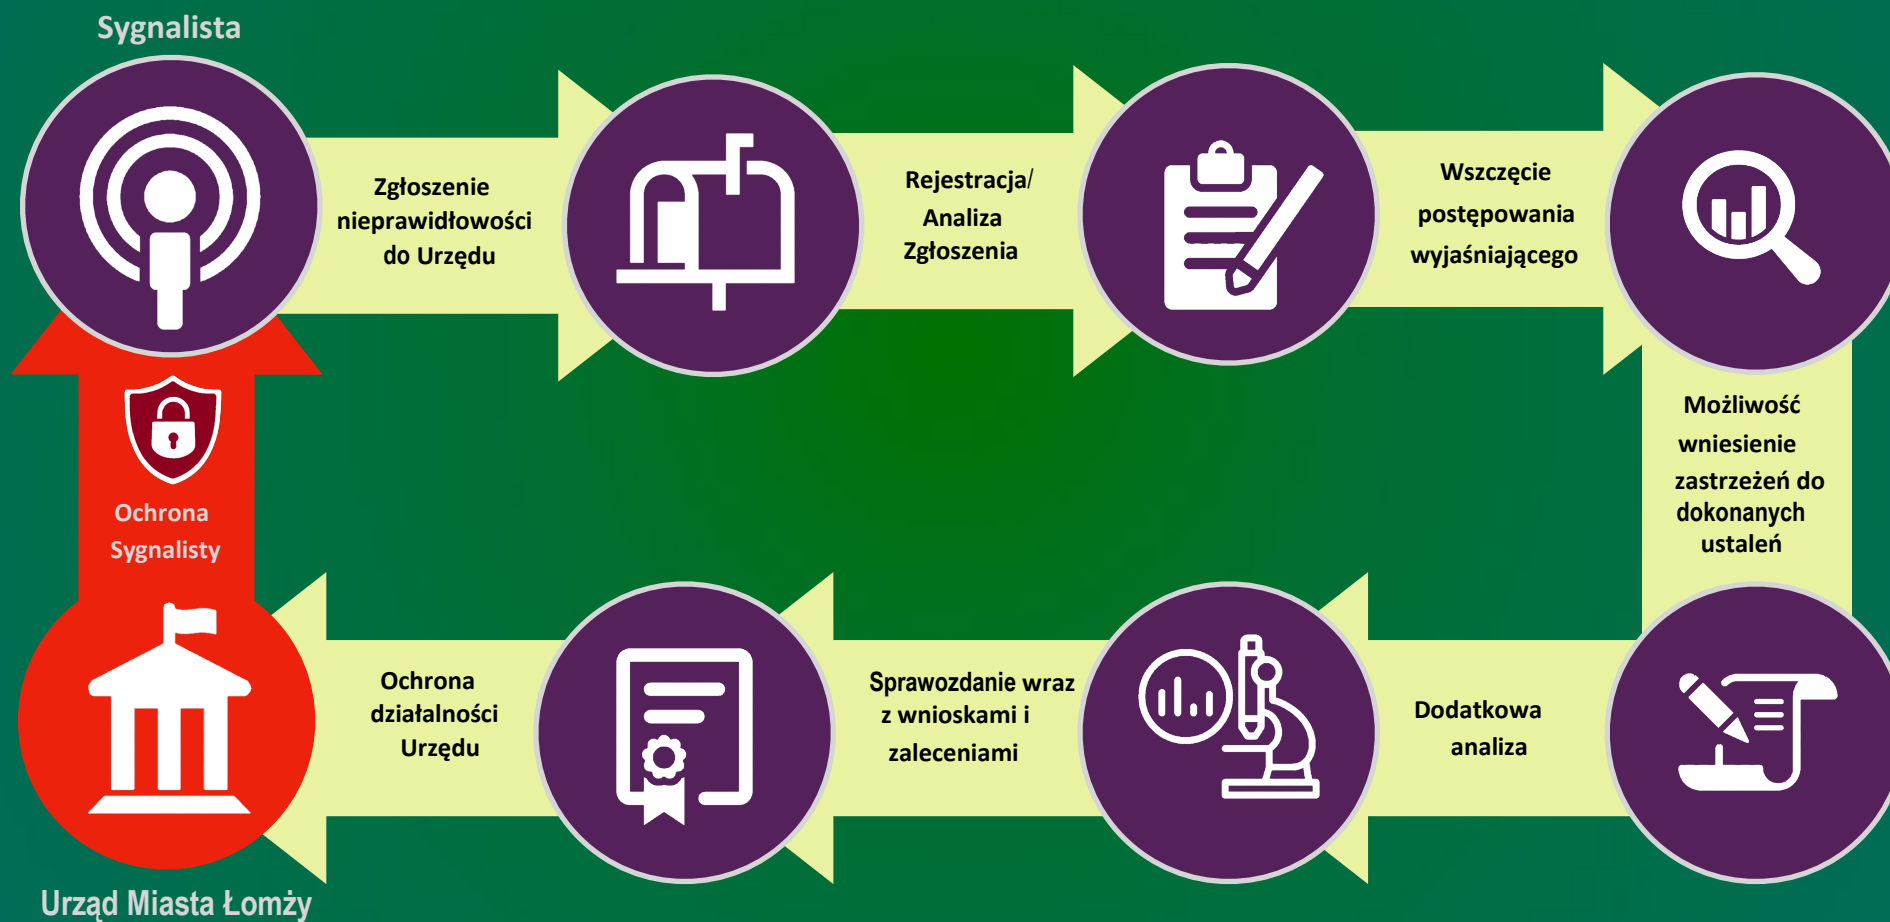 Sygnalista
Zgłoszenie
nieprawidłowości
do Urzędu
Rejestracja/
Analiza
Zgłoszenia
Wszczęcie
postępowania
wyjaśniającego
Możliwość
wniesienie
zastrzeżeń do
dokonanych
ustaleń
Dodatkowa
analiza
Sprawozdanie wraz
z wnioskami i
zaleceniami
Ochrona
działalności
Urzędu
Ochrona
Sygnalisty
Urząd Miasta Łomży